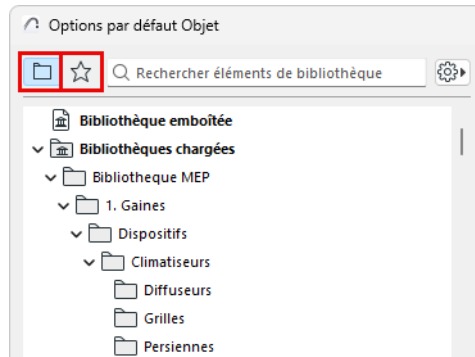 Options par défaut Objet
Rechercher éléments de bibliothèque
Bibliothèque emboîtée
Bibliothèques chargées
Bibliotheque MEP
1. Gaines
Dispositifs
Climatiseurs
Diffuseurs
Grilles
Persiennes